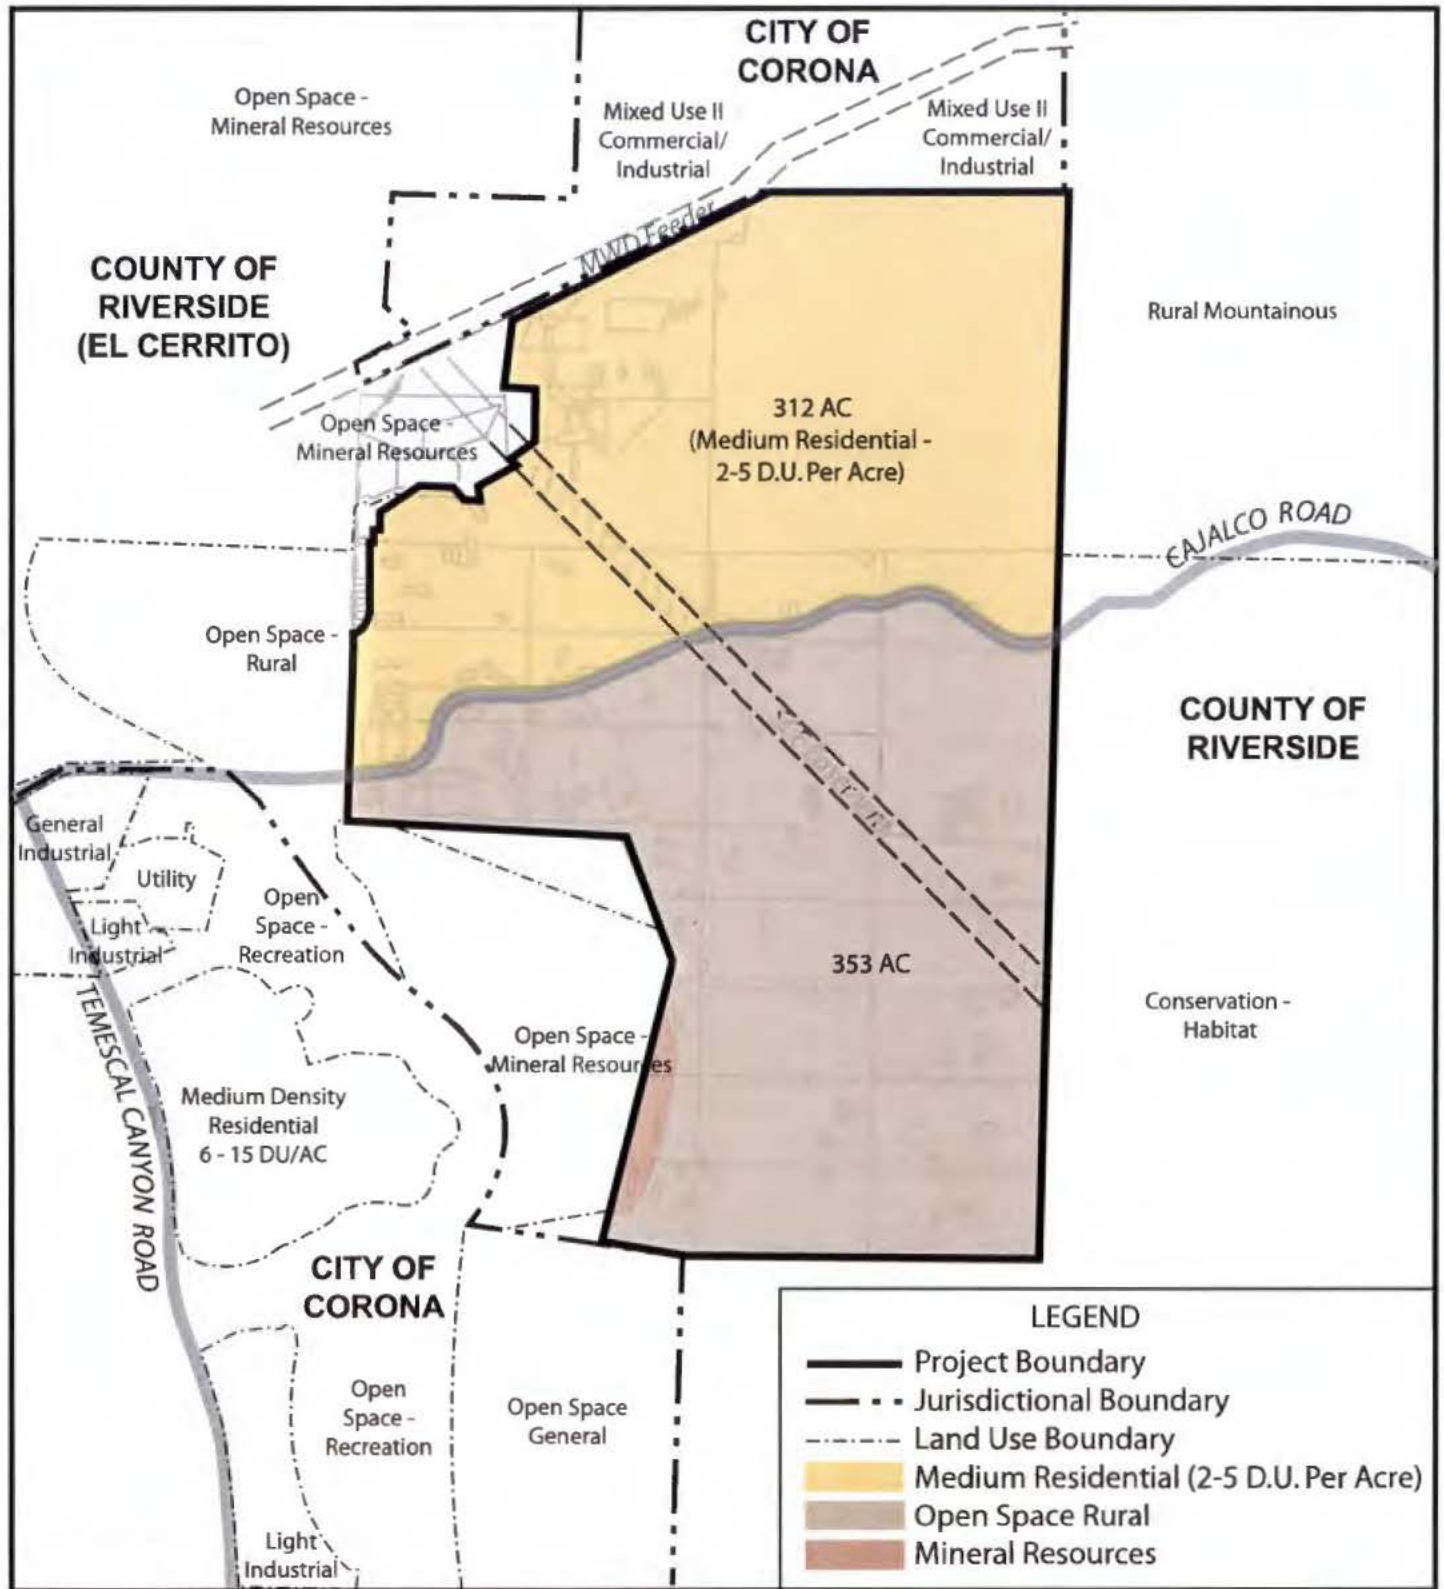 CITY OF
CORONA
Open Space -
Mineral Resources
Mixed Use II
Commercial/
Industrial
Mixed Use II
Commercial/
Industrial
MWD Feeder
COUNTY OF
RIVERSIDE
(EL CERRITO)
Rural Mountainous
312 AC
(Medium Residential -
2-5 D.U. Per Acre)
Open Space -
Mineral Resources
CAJALCO ROAD
Open Space -
Rural
COUNTY OF
RIVERSIDE
General
Industrial
Utility
Open
Space -
Recreation
Light
Industrial
353 AC
TEMESCAL CANYON ROAD
Open Space -
Mineral Resources
Conservation -
Habitat
Medium Density
Residential
6 - 15 DU/AC
CITY OF
CORONA
Open
Space -
Recreation
Open Space
General
Light
Industrial
LEGEND
Project Boundary
Jurisdictional Boundary
Land Use Boundary
Medium Residential (2-5 D.U. Per Acre)
Open Space Rural
Mineral Resources